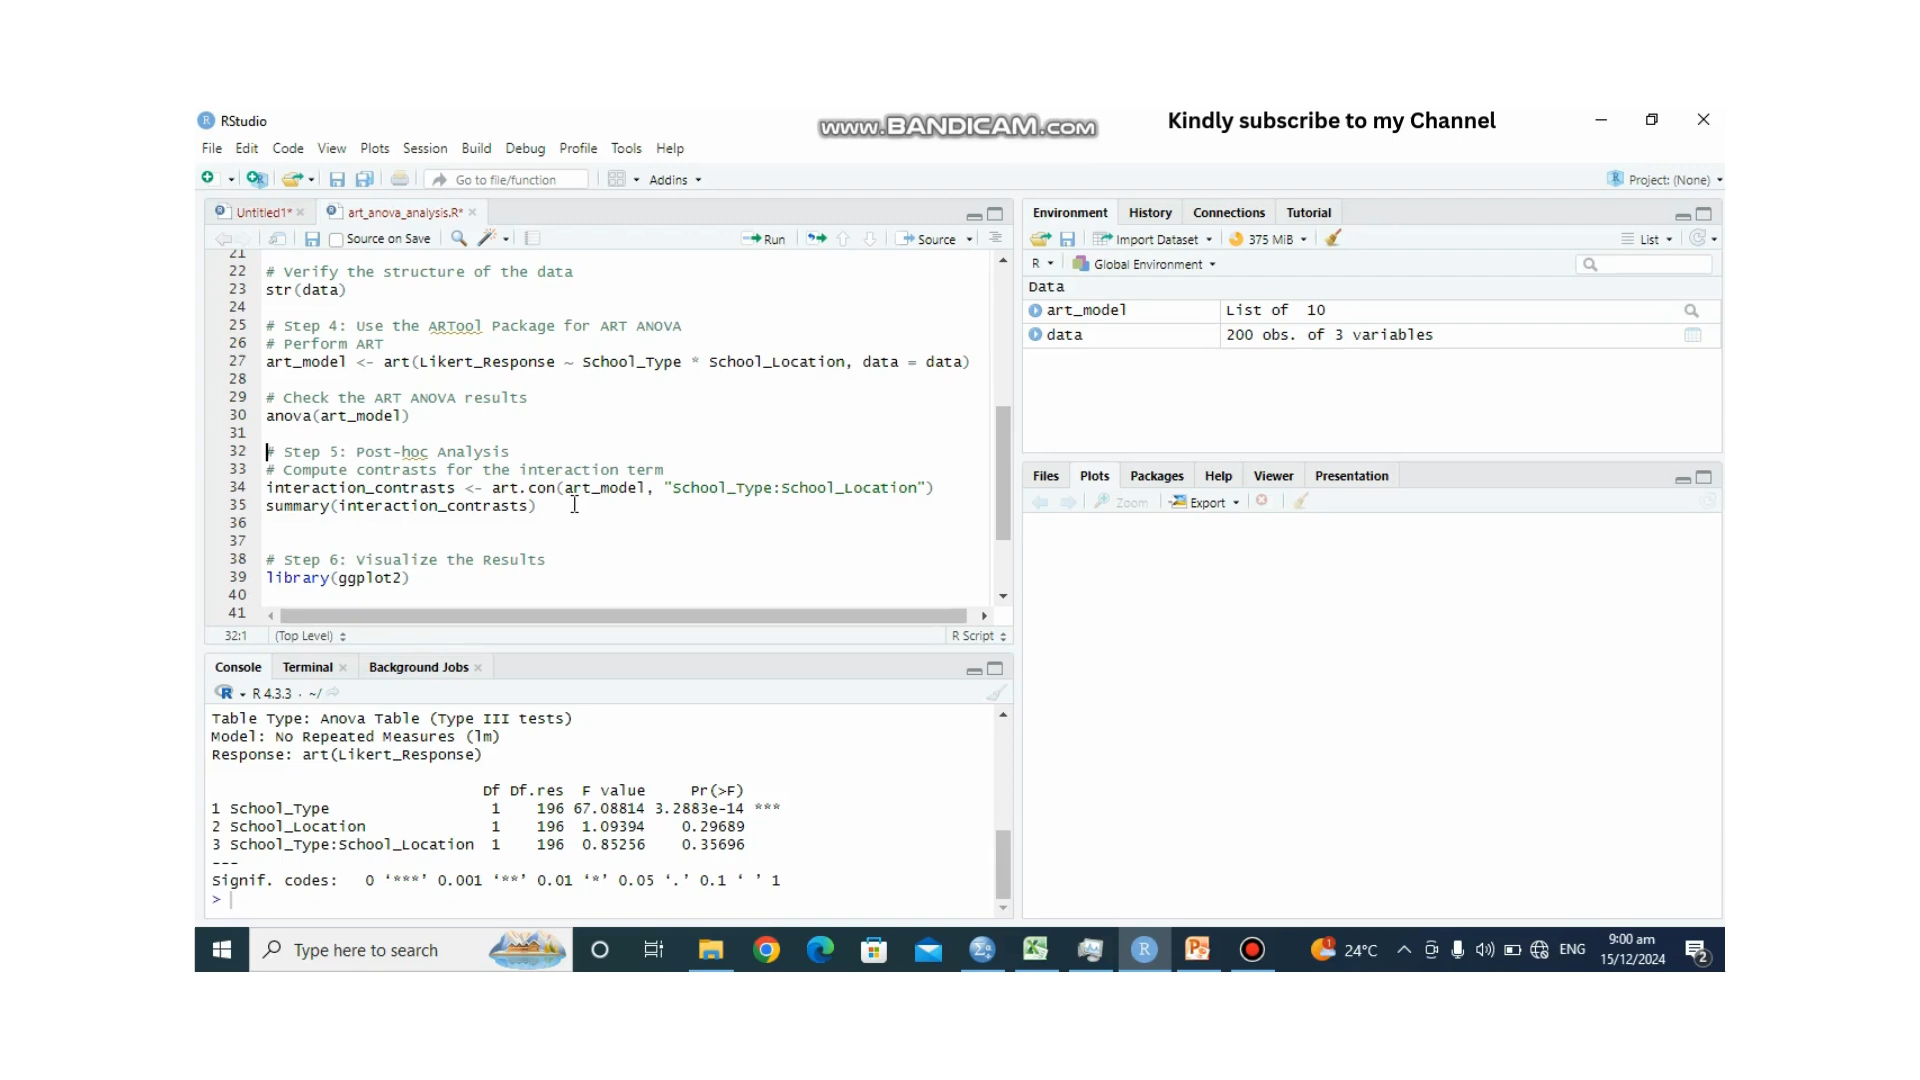 RStudio
www.BANDICAM.com
Kindly subscribe to my Channel
File Edit Code View Plots Session Build Debug Profile Tools Help
Go to file/function
Addins
Project: (None)
Untitled1*
art_anova_analysis.R*
Source on Save
Run
Source
21
22 # Verify the structure of the data
23 str(data)
24
25 # Step 4: Use the ARTool Package for ART ANOVA
26 # Perform ART
27 art_model <- art(Likert_Response ~ School_Type * School_Location, data = data)
28
29 # Check the ART ANOVA results
30 anova(art_model)
31
32 # Step 5: Post-hoc Analysis
33 # Compute contrasts for the interaction term
34 interaction_contrasts <- art.con(art_model, "School_Type:School_Location")
35 summary(interaction_contrasts)
36
37
38 # Step 6: Visualize the Results
39 library(ggplot2)
40
41
32:1 (Top Level) R Script
Console Terminal Background Jobs
R 4.3.3 . ~/
Table Type: Anova Table (Type III tests)
Model: No Repeated Measures (lm)
Response: art(Likert_Response)
Df Df.res F value Pr(>F)
1 School_Type 1 196 67.08814 3.2883e-14 ***
2 School_Location 1 196 1.09394 0.29689
3 School_Type:School_Location 1 196 0.85256 0.35696
---
Signif. codes: 0 ‘***’ 0.001 ‘**’ 0.01 ‘*’ 0.05 ‘.’ 0.1 ‘ ’ 1
>
Environment History Connections Tutorial
Import Dataset 375 MiB List
R Global Environment
Data
art_model List of 10
data 200 obs. of 3 variables
Files Plots Packages Help Viewer Presentation
Zoom Export
Type here to search
24°C ENG
9:00 am
15/12/2024
2